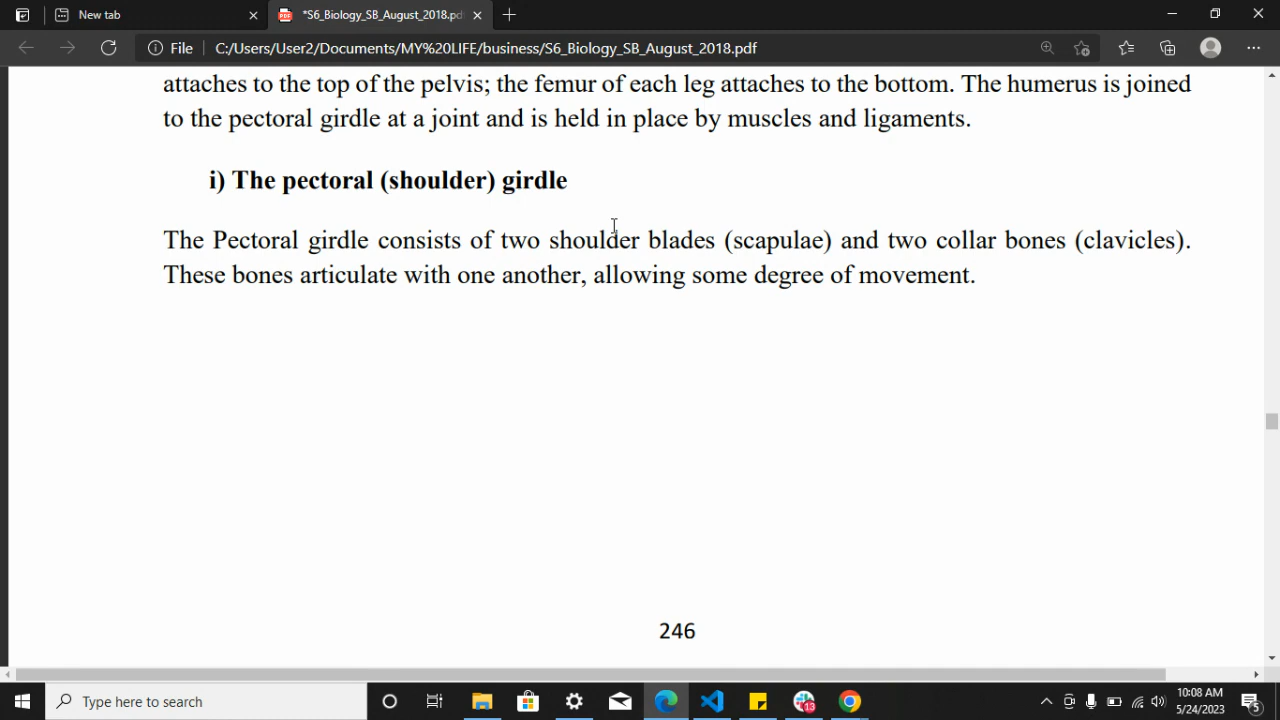 New tab
*S6_Biology_SB_August_2018.pdf
File C:/Users/User2/Documents/MY%20LIFE/business/S6_Biology_SB_August_2018.pdf
attaches to the top of the pelvis; the femur of each leg attaches to the bottom. The humerus is joined
to the pectoral girdle at a joint and is held in place by muscles and ligaments.
i) The pectoral (shoulder) girdle
The Pectoral girdle consists of two shoulder blades (scapulae) and two collar bones (clavicles).
These bones articulate with one another, allowing some degree of movement.
246
Type here to search
13
10:08 AM
5/24/2023
5